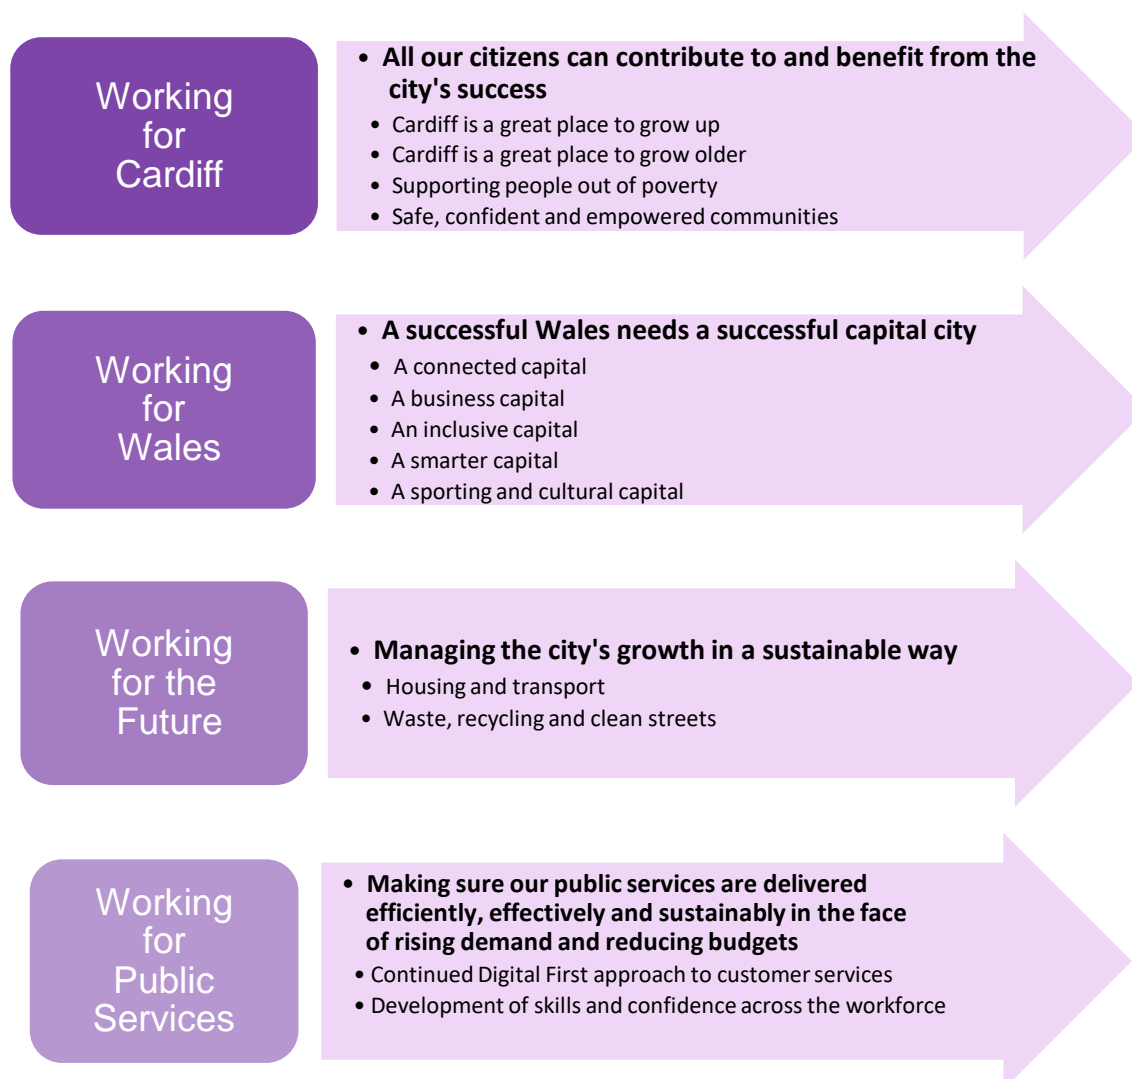 Working
for
Cardiff
• All our citizens can contribute to and benefit from the
city's success
• Cardiff is a great place to grow up
• Cardiff is a great place to grow older
• Supporting people out of poverty
• Safe, confident and empowered communities
Working
for
Wales
• A successful Wales needs a successful capital city
• A connected capital
• A business capital
• An inclusive capital
• A smarter capital
• A sporting and cultural capital
Working
for the
Future
• Managing the city's growth in a sustainable way
• Housing and transport
• Waste, recycling and clean streets
Working
for
Public
Services
• Making sure our public services are delivered
efficiently, effectively and sustainably in the face
of rising demand and reducing budgets
• Continued Digital First approach to customer services
• Development of skills and confidence across the workforce